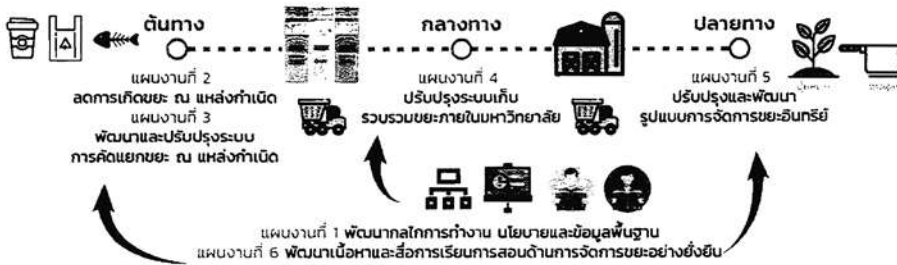 ต้นทาง
แผนงานที่ 2
ลดการเกิดขยะ ณ แหล่งกำเนิด
แผนงานที่ 3
พัฒนาและปรับปรุงระบบ
การคัดแยกขยะ ณ แหล่งกำเนิด
กลางทาง
แผนงานที่ 4
ปรับปรุงระบบเก็บ
รวบรวมขยะภายในมหาวิทยาลัย
ปลายทาง
แผนงานที่ 5
ปรับปรุงและพัฒนา
รูปแบบการจัดการขยะอินทรีย์
แผนงานที่ 1 พัฒนากลไกการทำงาน นโยบายและข้อมูลพื้นฐาน
แผนงานที่ 6 พัฒนาเนื้อหาและสื่อการเรียนการสอนด้านการจัดการขยะอย่างยั่งยืน